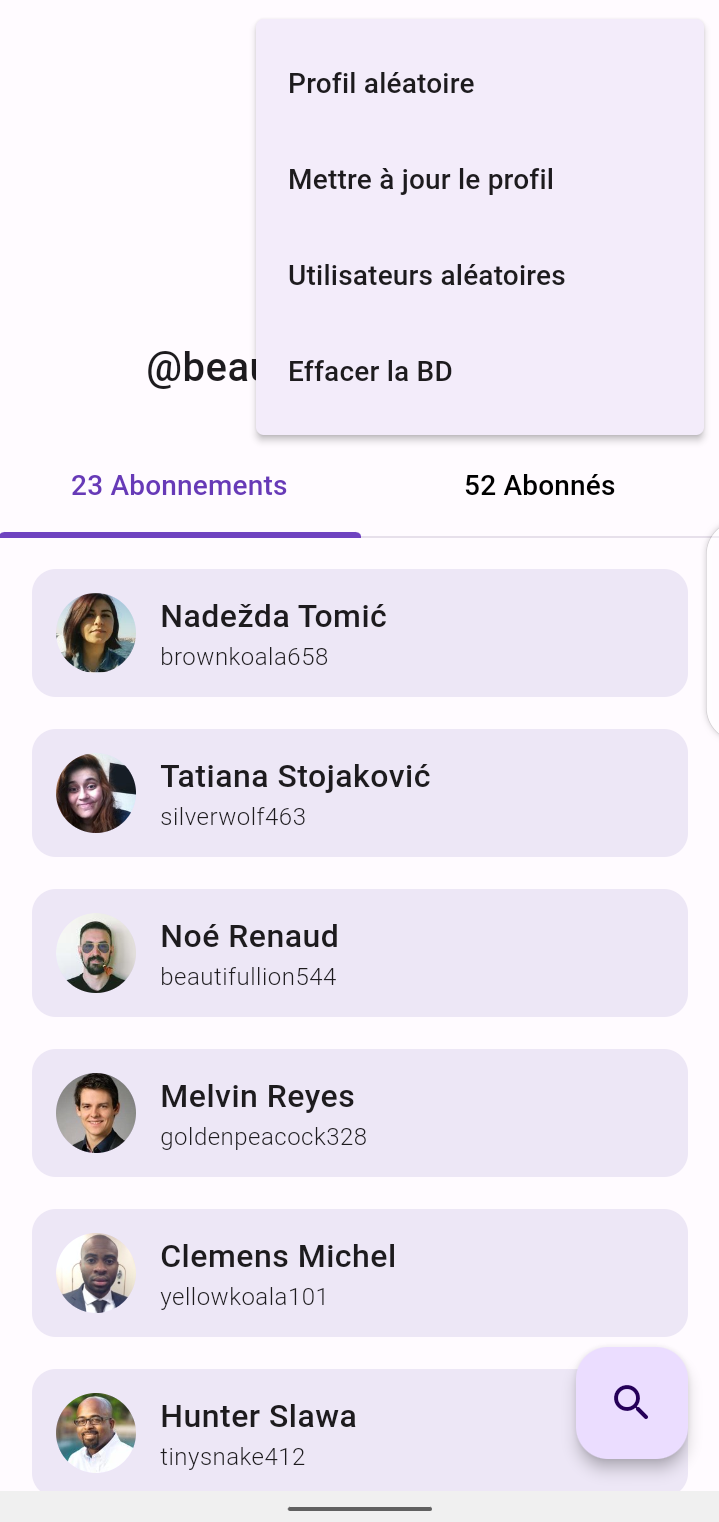 Profil aléatoire
Mettre à jour le profil
Utilisateurs aléatoires
Effacer la BD
@beau
23 Abonnements
52 Abonnés
Nadežda Tomić
brownkoala658
Tatiana Stojaković
silverwolf463
Noé Renaud
beautifullion544
Melvin Reyes
goldenpeacock328
Clemens Michel
yellowkoala101
Hunter Slawa
tinysnake412